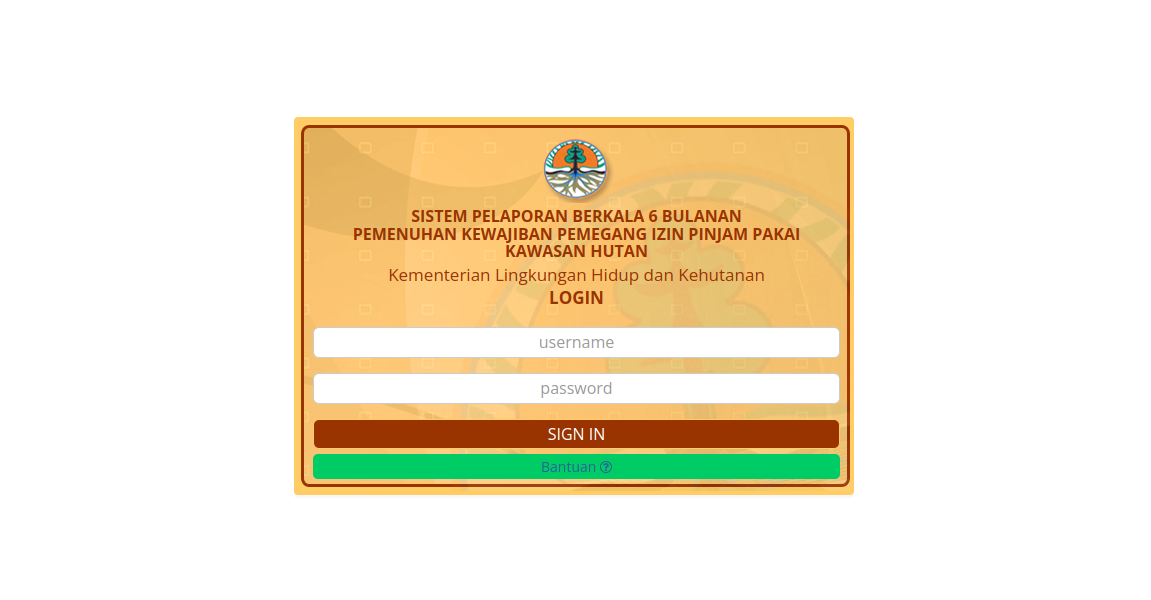 SISTEM PELAPORAN BERKALA 6 BULANAN
PEMENUHAN KEWAJIBAN PEMEGANG IZIN PINJAM PAKAI
KAWASAN HUTAN
Kementerian Lingkungan Hidup dan Kehutanan
LOGIN
username
password
SIGN IN
Bantuan